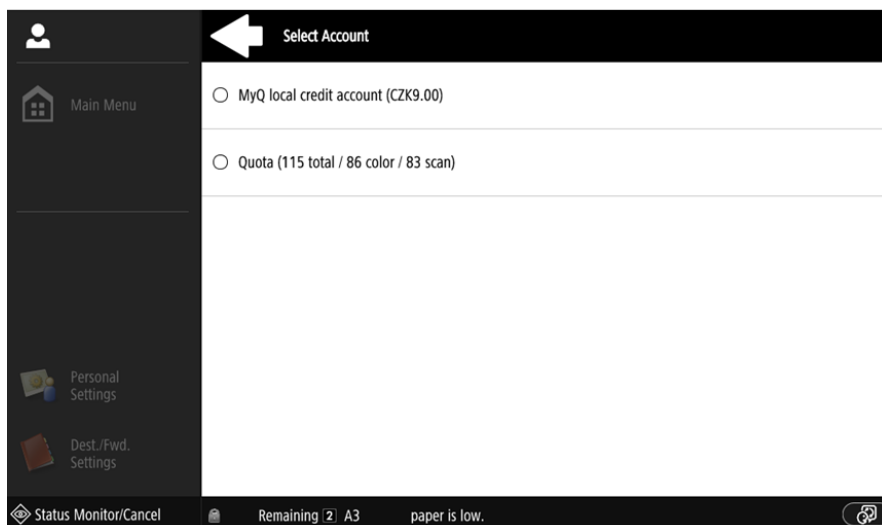 Select Account
Main Menu
MyQ local credit account (CZK9.00)
Quota (115 total / 86 color / 83 scan)
Personal
Settings
Dest./Fwd.
Settings
Status Monitor/Cancel
Remaining 2 A3 paper is low.